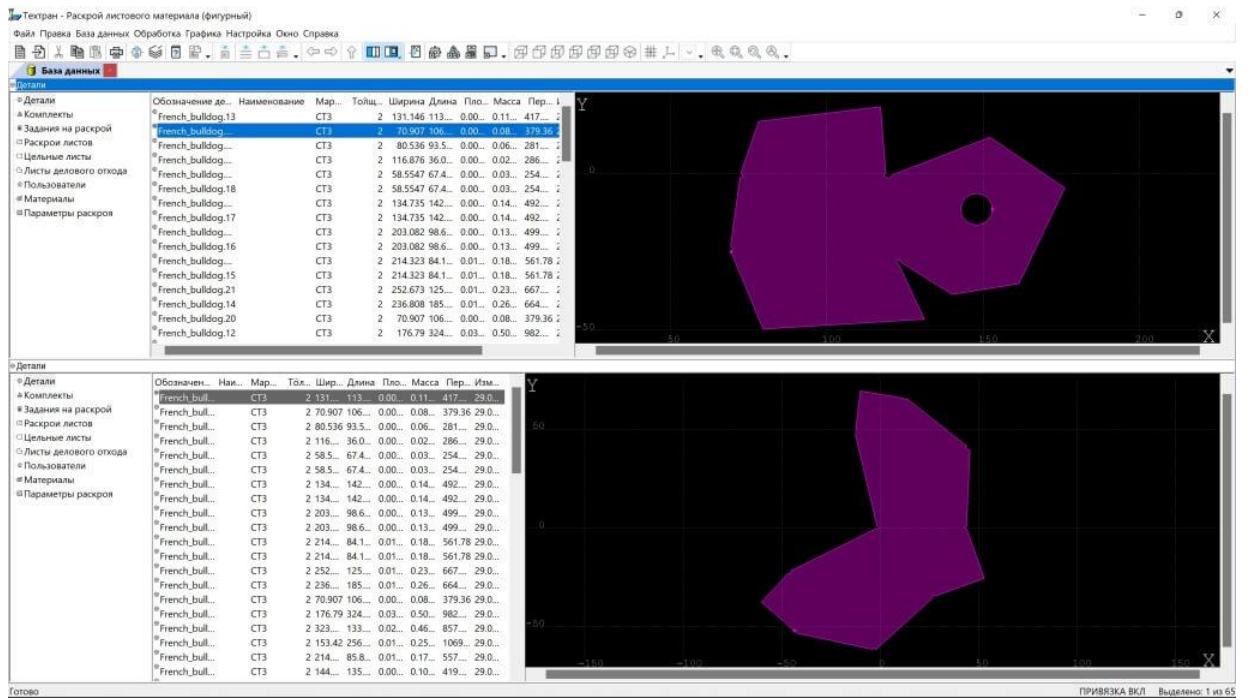 Техтран - Раскрой листового материала (фигурный)
Файл Правка База данных Обработка Графика Настройка Окно Справка
База данных
Детали
Детали
Комплекты
Задания на раскрой
Раскрои листов
Цельные листы
Листы делового отхода
Пользователи
Материалы
Параметры раскроя
Обозначение де... Наименование Мар... Толщ... Ширина Длина Пло... Масса Пер...
French_bulldog.13 СТ3 2 131.146 113.... 0.00... 0.11... 417....
French_bulldog.... СТ3 2 70.907 106.... 0.00... 0.08... 379.36
French_bulldog.... СТ3 2 80.536 93.5... 0.00... 0.06... 281....
French_bulldog.... СТ3 2 116.876 36.0... 0.00... 0.02... 286....
French_bulldog.... СТ3 2 58.5547 67.4... 0.00... 0.03... 254....
French_bulldog.18 СТ3 2 58.5547 67.4... 0.00... 0.03... 254....
French_bulldog.... СТ3 2 134.735 142.... 0.00... 0.14... 492....
French_bulldog.17 СТ3 2 134.735 142.... 0.00... 0.14... 492....
French_bulldog.... СТ3 2 203.082 98.6... 0.00... 0.13... 499....
French_bulldog.16 СТ3 2 203.082 98.6... 0.00... 0.13... 499....
French_bulldog.... СТ3 2 214.323 84.1... 0.01... 0.18... 561.78
French_bulldog.15 СТ3 2 214.323 84.1... 0.01... 0.18... 561.78
French_bulldog.21 СТ3 2 252.673 125.... 0.01... 0.23... 667....
French_bulldog.14 СТ3 2 236.808 185.... 0.01... 0.26... 664....
French_bulldog.20 СТ3 2 70.907 106.... 0.00... 0.08... 379.36
French_bulldog.12 СТ3 2 176.79 324.... 0.03... 0.50... 982....
Y
0
-50
50
100
150
200
X
Детали
Детали
Комплекты
Задания на раскрой
Раскрои листов
Цельные листы
Листы делового отхода
Пользователи
Материалы
Параметры раскроя
Обозначен... Наи... Мар... Тол... Шир... Длина Пло... Масса Пер... Изм...
French_bull... СТ3 2 131.... 113.... 0.00... 0.11... 417.... 29.0...
French_bull... СТ3 2 70.907 106.... 0.00... 0.08... 379.36 29.0...
French_bull... СТ3 2 80.536 93.5... 0.00... 0.06... 281.... 29.0...
French_bull... СТ3 2 116.... 36.0... 0.00... 0.02... 286.... 29.0...
French_bull... СТ3 2 58.5... 67.4... 0.00... 0.03... 254.... 29.0...
French_bull... СТ3 2 58.5... 67.4... 0.00... 0.03... 254.... 29.0...
French_bull... СТ3 2 134.... 142.... 0.00... 0.14... 492.... 29.0...
French_bull... СТ3 2 134.... 142.... 0.00... 0.14... 492.... 29.0...
French_bull... СТ3 2 203.... 98.6... 0.00... 0.13... 499.... 29.0...
French_bull... СТ3 2 203.... 98.6... 0.00... 0.13... 499.... 29.0...
French_bull... СТ3 2 214.... 84.1... 0.01... 0.18... 561.78 29.0...
French_bull... СТ3 2 214.... 84.1... 0.01... 0.18... 561.78 29.0...
French_bull... СТ3 2 252.... 125.... 0.01... 0.23... 667.... 29.0...
French_bull... СТ3 2 236.... 185.... 0.01... 0.26... 664.... 29.0...
French_bull... СТ3 2 70.907 106.... 0.00... 0.08... 379.36 29.0...
French_bull... СТ3 2 176.79 324.... 0.03... 0.50... 982.... 29.0...
French_bull... СТ3 2 323.... 133.... 0.02... 0.46... 857.... 29.0...
French_bull... СТ3 2 153.42 256.... 0.01... 0.25... 1069... 29.0...
French_bull... СТ3 2 214.... 85.8... 0.01... 0.17... 557.... 29.0...
French_bull... СТ3 2 144.... 135.... 0.00... 0.10... 419.... 29.0...
Y
50
0
-50
-150
-100
-50
0
50
100
150
X
Готово
ПРИВЯЗКА ВКЛ Выделено: 1 из 65